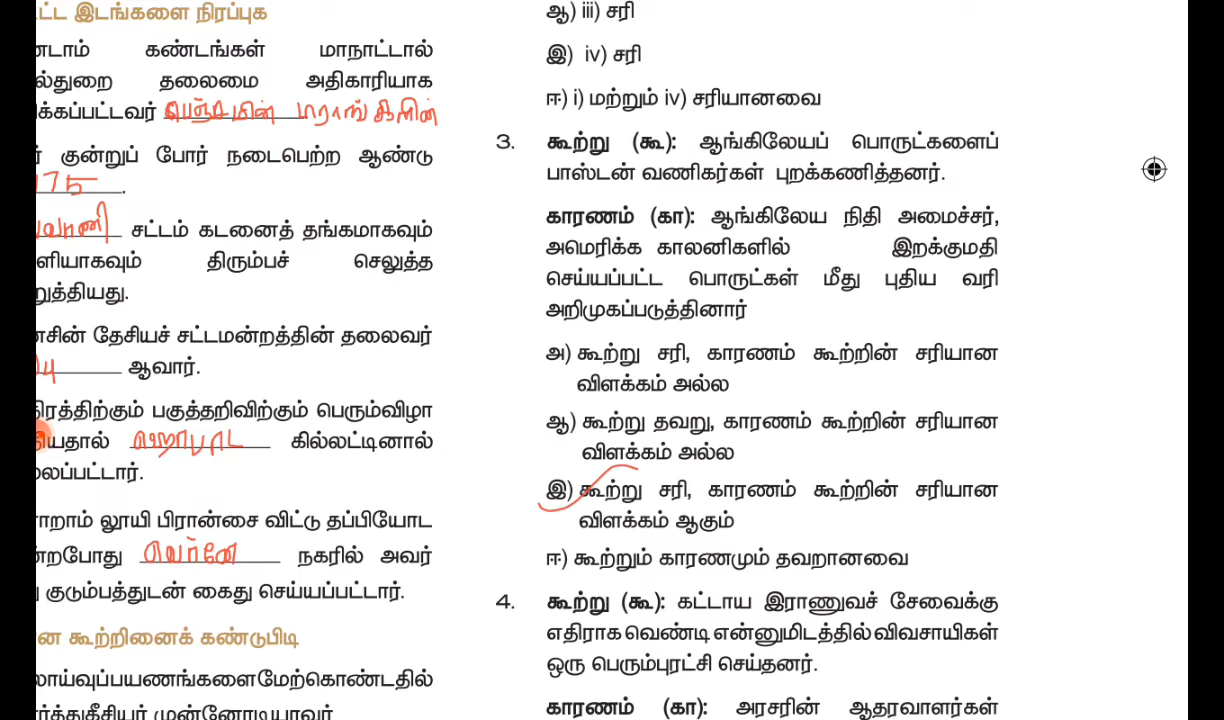 ட்ட இடங்களை நிரப்புக
ண்டாம் கண்டங்கள் மாநாட்டால்
ல்துறை தலைமை அதிகாரியாக
க்கப்பட்டவர் பெஞ்சமின் பிராங்களின்
குன்றுப் போர் நடைபெற்ற ஆண்டு
175 .
சட்டம் கடனைத் தங்கமாகவும்
ளியாகவும் திரும்பச் செலுத்த
றுத்தியது.
சின் தேசியச் சட்டமன்றத்தின் தலைவர்
ஆவார்.
திரத்திற்கும் பகுத்தறிவிற்கும் பெரும்விழா
யதால் கில்லட்டினால்
லைப்பட்டார்.
றாம் லூயி பிரான்சை விட்டு தப்பியோட
ன்றபோது வெர்னே நகரில் அவர்
து குடும்பத்துடன் கைது செய்யப்பட்டார்.
ன கூற்றினைக் கண்டுபிடி
லாய்வுப்பயணங்களை மேற்கொண்டதில்
ர்த்துகீசியர் முன்னோடியாவர்
ஆ) iii) சரி
இ) iv) சரி
ஈ) i) மற்றும் iv) சரியானவை
3. கூற்று (கூ): ஆங்கிலேயப் பொருட்களைப்
பாஸ்டன் வணிகர்கள் புறக்கணித்தனர்.
காரணம் (கா): ஆங்கிலேய நிதி அமைச்சர்,
அமெரிக்க காலனிகளில் இறக்குமதி
செய்யப்பட்ட பொருட்கள் மீது புதிய வரி
அறிமுகப்படுத்தினார்
அ) கூற்று சரி, காரணம் கூற்றின் சரியான
விளக்கம் அல்ல
ஆ) கூற்று தவறு, காரணம் கூற்றின் சரியான
விளக்கம் அல்ல
இ) கூற்று சரி, காரணம் கூற்றின் சரியான
விளக்கம் ஆகும்
ஈ) கூற்றும் காரணமும் தவறானவை
4. கூற்று (கூ): கட்டாய இராணுவச் சேவைக்கு
எதிராக வெண்டி என்னுமிடத்தில் விவசாயிகள்
ஒரு பெரும்புரட்சி செய்தனர்.
காரணம் (கா): அரசரின் ஆதரவாளர்கள்